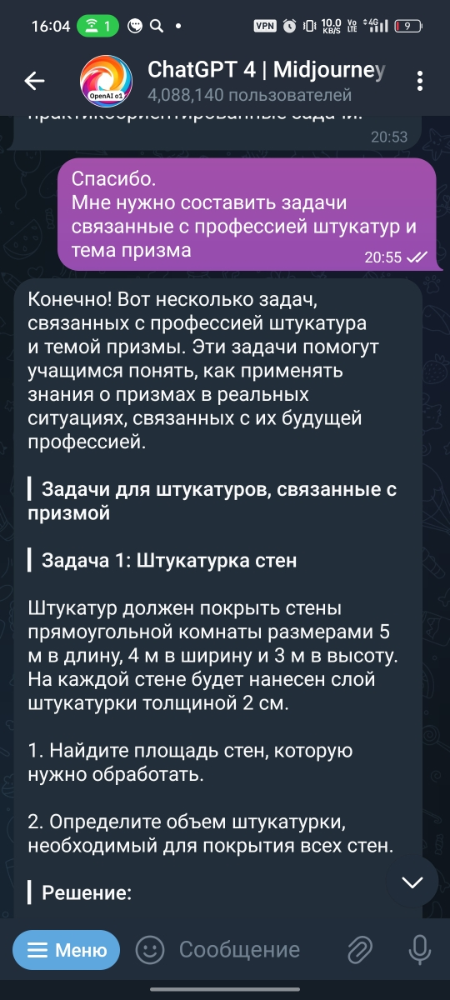 16:04 1 VPN 10.0 KB/S Vo LTE 4G 9
ChatGPT 4 | Midjourney
OpenAI o1
4,088,140 пользователей
практикоориентированные задачи.
20:53
Спасибо.
Мне нужно составить задачи
связанные с профессией штукатур и
тема призма
20:55
Конечно! Вот несколько задач,
связанных с профессией штукатура
и темой призмы. Эти задачи помогут
учащимся понять, как применять
знания о призмах в реальных
ситуациях, связанных с их будущей
профессией.
Задачи для штукатуров, связанные с
призмой
Задача 1: Штукатурка стен
Штукатур должен покрыть стены
прямоугольной комнаты размерами 5
м в длину, 4 м в ширину и 3 м в высоту.
На каждой стене будет нанесен слой
штукатурки толщиной 2 см.
1. Найдите площадь стен, которую
нужно обработать.
2. Определите объем штукатурки,
необходимый для покрытия всех стен.
Решение:
Меню
Сообщение